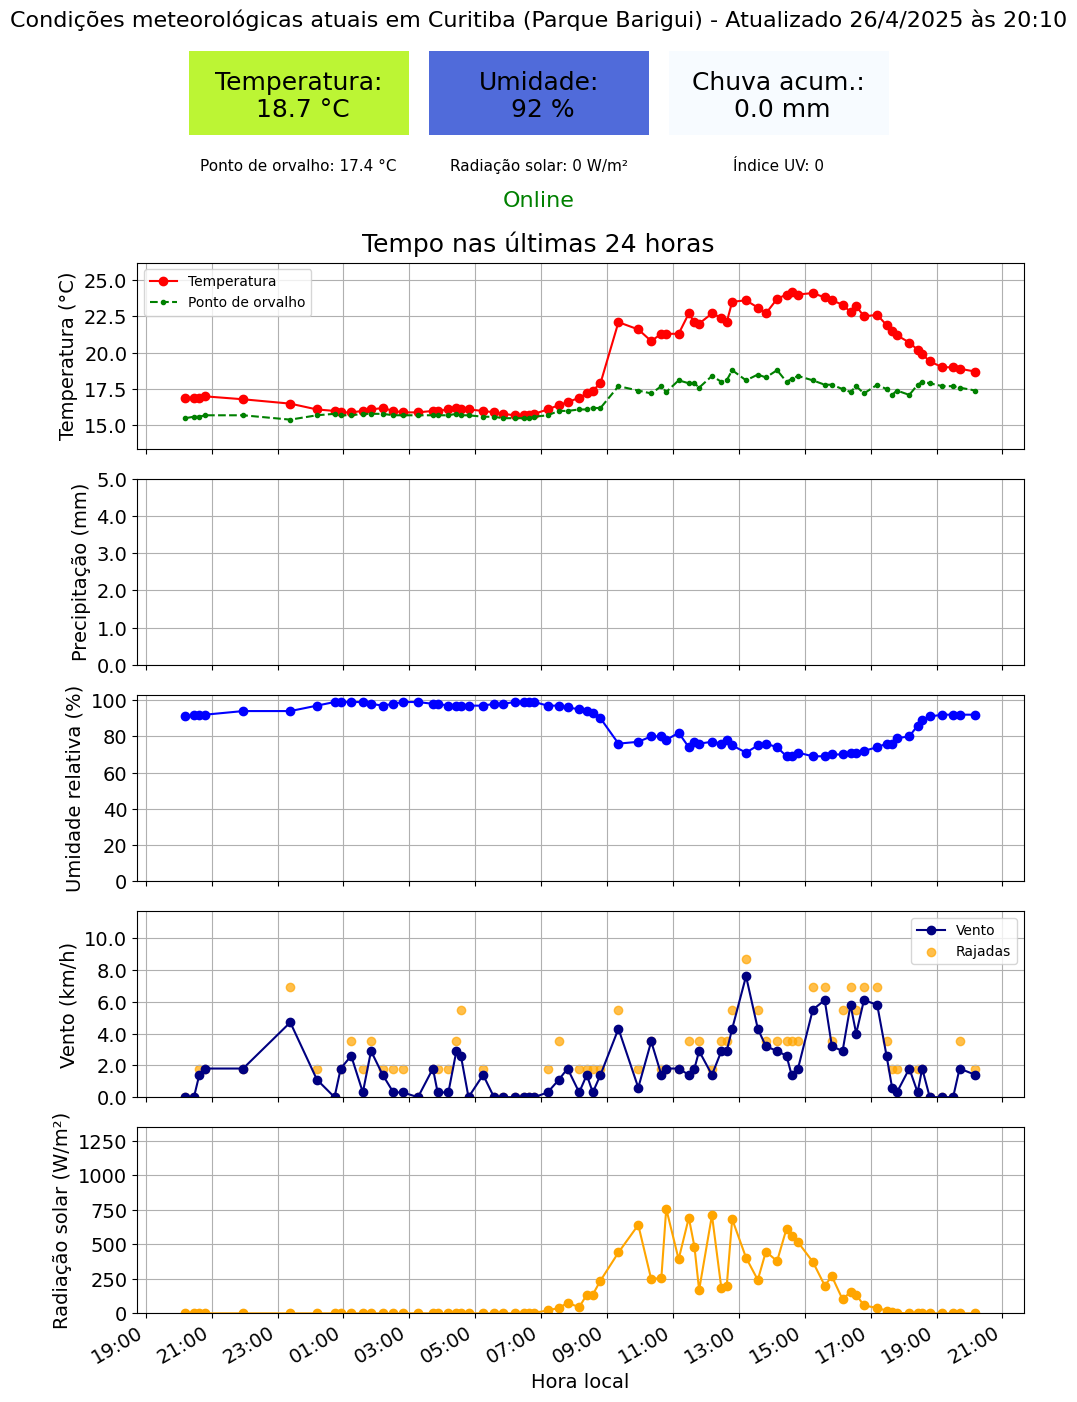 Condições meteorológicas atuais em Curitiba (Parque Barigui) - Atualizado 26/4/2025 às 20:10
Temperatura:
18.7 °C
Umidade:
92 %
Chuva acum.:
0.0 mm
Ponto de orvalho: 17.4 °C
Radiação solar: 0 W/m²
Índice UV: 0
Online
Tempo nas últimas 24 horas
Temperatura (°C)
25.0
22.5
20.0
17.5
15.0
Temperatura
Ponto de orvalho
Precipitação (mm)
5.0
4.0
3.0
2.0
1.0
0.0
Umidade relativa (%)
100
80
60
40
20
0
Vento (km/h)
10.0
8.0
6.0
4.0
2.0
0.0
Vento
Rajadas
Radiação solar (W/m²)
1250
1000
750
500
250
0
19:00 21:00 23:00 01:00 03:00 05:00 07:00 09:00 11:00 13:00 15:00 17:00 19:00 21:00
Hora local